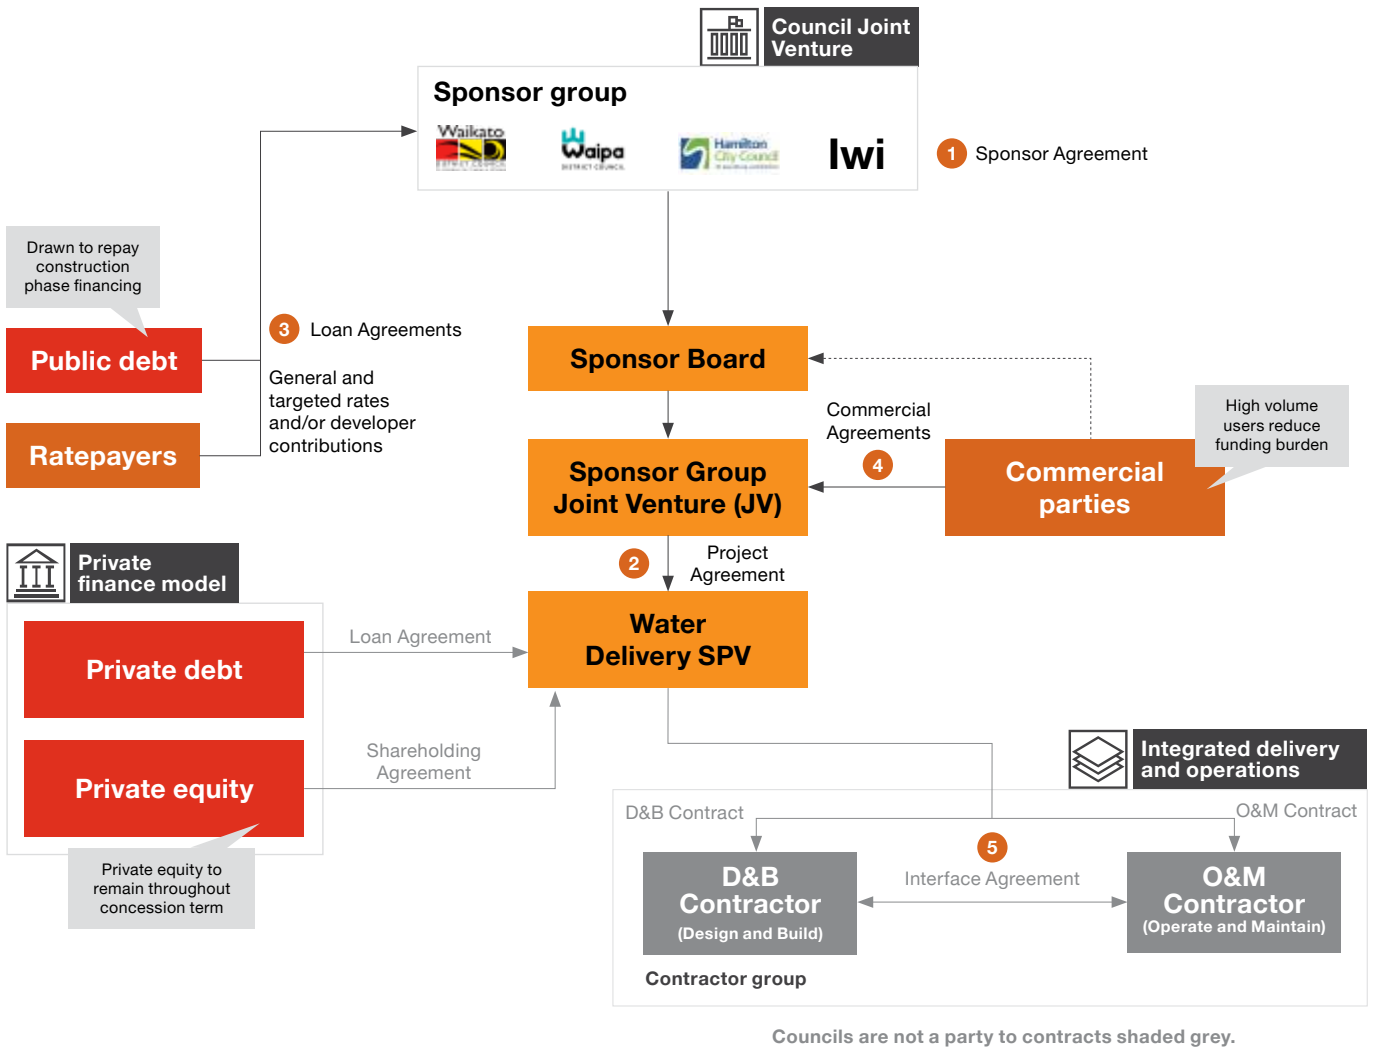 Council Joint
Venture
Sponsor group
Waikato
DISTRICT COUNCIL
Waipa
DISTRICT COUNCIL
Hamilton
City Council
Iwi
1 Sponsor Agreement
Drawn to repay
construction
phase financing
Public debt
3 Loan Agreements
General and
targeted rates
and/or developer
contributions
Ratepayers
Sponsor Board
Commercial
Agreements
4
High volume
users reduce
funding burden
Commercial
parties
Sponsor Group
Joint Venture (JV)
2
Project
Agreement
Private
finance model
Water
Delivery SPV
Private debt
Loan Agreement
Private equity
Shareholding
Agreement
Private equity to
remain throughout
concession term
Integrated delivery
and operations
D&B Contract
O&M Contract
5
Interface Agreement
D&B
Contractor
(Design and Build)
O&M
Contractor
(Operate and Maintain)
Contractor group
Councils are not a party to contracts shaded grey.